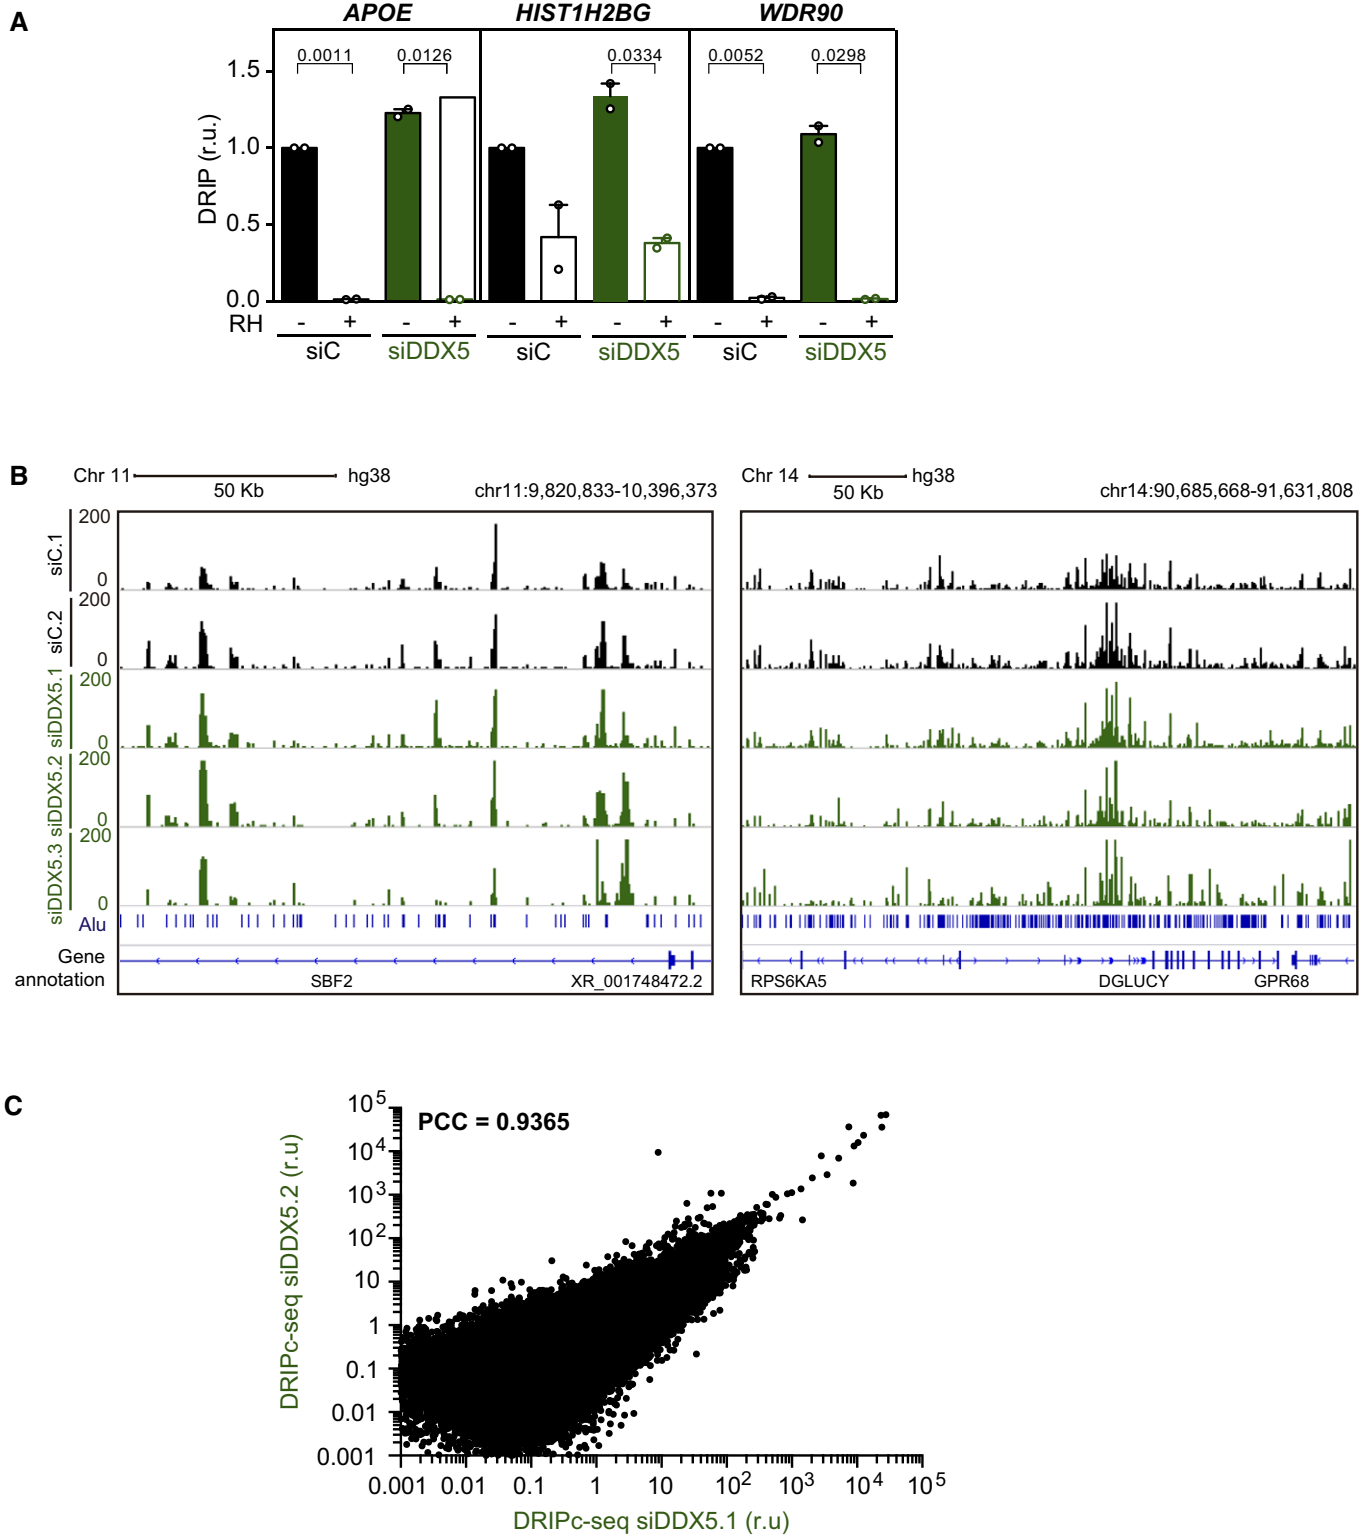 A
APOE HIST1H2BG WDR90
0.0011 0.0126 0.0334 0.0052 0.0298
DRIP (r.u.)
1.5
1.0
0.5
0.0
RH - + - + - + - + - + - +
siC siDDX5 siC siDDX5 siC siDDX5
B
Chr 11 hg38
50 Kb
chr11:9,820,833-10,396,373
Chr 14 hg38
50 Kb
chr14:90,685,668-91,631,808
siC.1
200
0
siC.2
200
0
siDDX5.1
200
0
siDDX5.2
200
0
siDDX5.3
200
0
Alu
Gene
annotation
SBF2 XR_001748472.2
RPS6KA5 DGLUCY GPR68
C
PCC = 0.9365
DRIPc-seq siDDX5.2 (r.u)
10^5
10^4
10^3
10^2
10
1
0.1
0.01
0.001
0.001 0.01 0.1 1 10 10^2 10^3 10^4 10^5
DRIPc-seq siDDX5.1 (r.u)